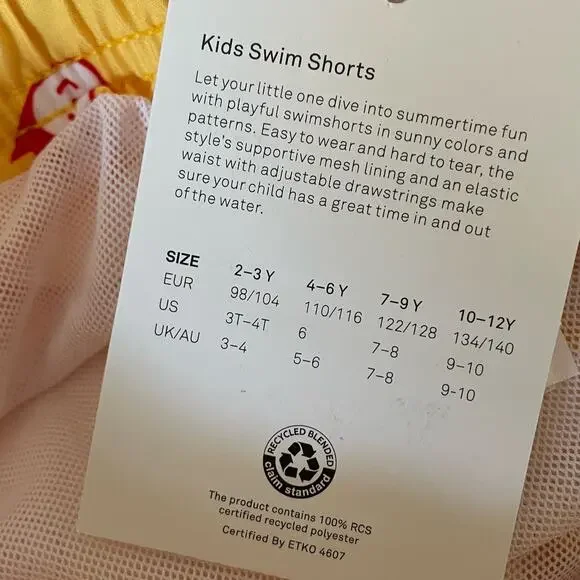 Kids Swim Shorts
Let your little one dive into summertime fun
with playful swimshorts in sunny colors and
patterns. Easy to wear and hard to tear, the
style's supportive mesh lining and an elastic
waist with adjustable drawstrings make
sure your child has a great time in and out
of the water.
SIZE 2–3 Y 4–6 Y 7–9 Y 10–12Y
EUR 98/104 110/116 122/128 134/140
US 3T–4T 6 7–8 9–10
UK/AU 3–4 5–6 7–8 9-10
RECYCLED BLENDED
claim standard
The product contains 100% RCS
certified recycled polyester
Certified By ETKO 4607